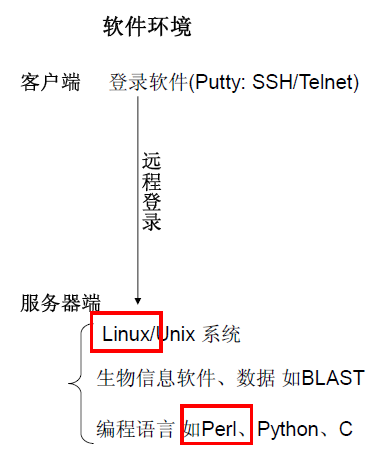 软件环境
客户端 登录软件(Putty: SSH/Telnet)
远程登录
服务器端
Linux/Unix 系统
生物信息软件、数据 如BLAST
编程语言 如Perl、Python、C